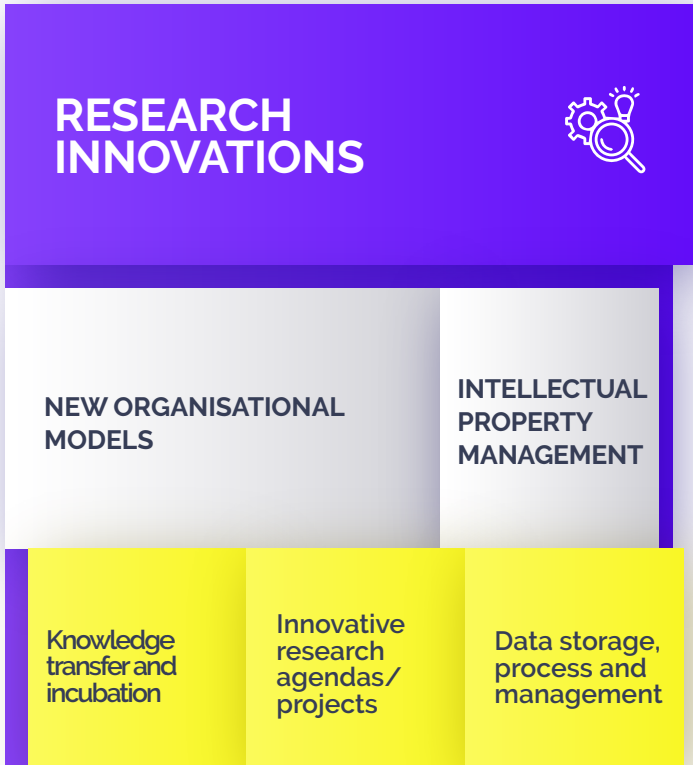 RESEARCH
INNOVATIONS
NEW ORGANISATIONAL
MODELS
INTELLECTUAL
PROPERTY
MANAGEMENT
Knowledge
transfer and
incubation
Innovative
research
agendas/
projects
Data storage,
process and
management